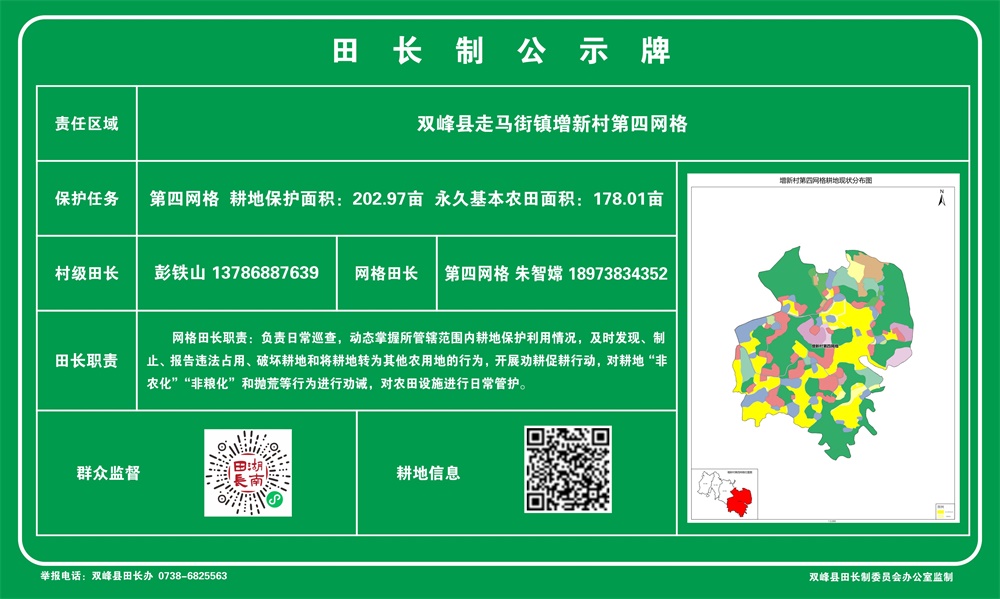 田长制公示牌
责任区域
双峰县走马街镇增新村第四网格
保护任务
第四网格 耕地保护面积：202.97亩 永久基本农田面积：178.01亩
村级田长
彭铁山 13786887639
网格田长
第四网格 朱智嫦 18973834352
田长职责
网格田长职责：负责日常巡查，动态掌握所管辖范围内耕地保护利用情况，及时发现、制
止、报告违法占用、破坏耕地和将耕地转为其他农用地的行为，开展劝耕促耕行动，对耕地“非
农化”“非粮化”和抛荒等行为进行劝诫，对农田设施进行日常管护。
群众监督
湖南
田長
耕地信息
增新村第四网格耕地现状分布图
N
增新村第四网格
举报电话：双峰县田长办 0738-6825563
双峰县田长制委员会办公室监制